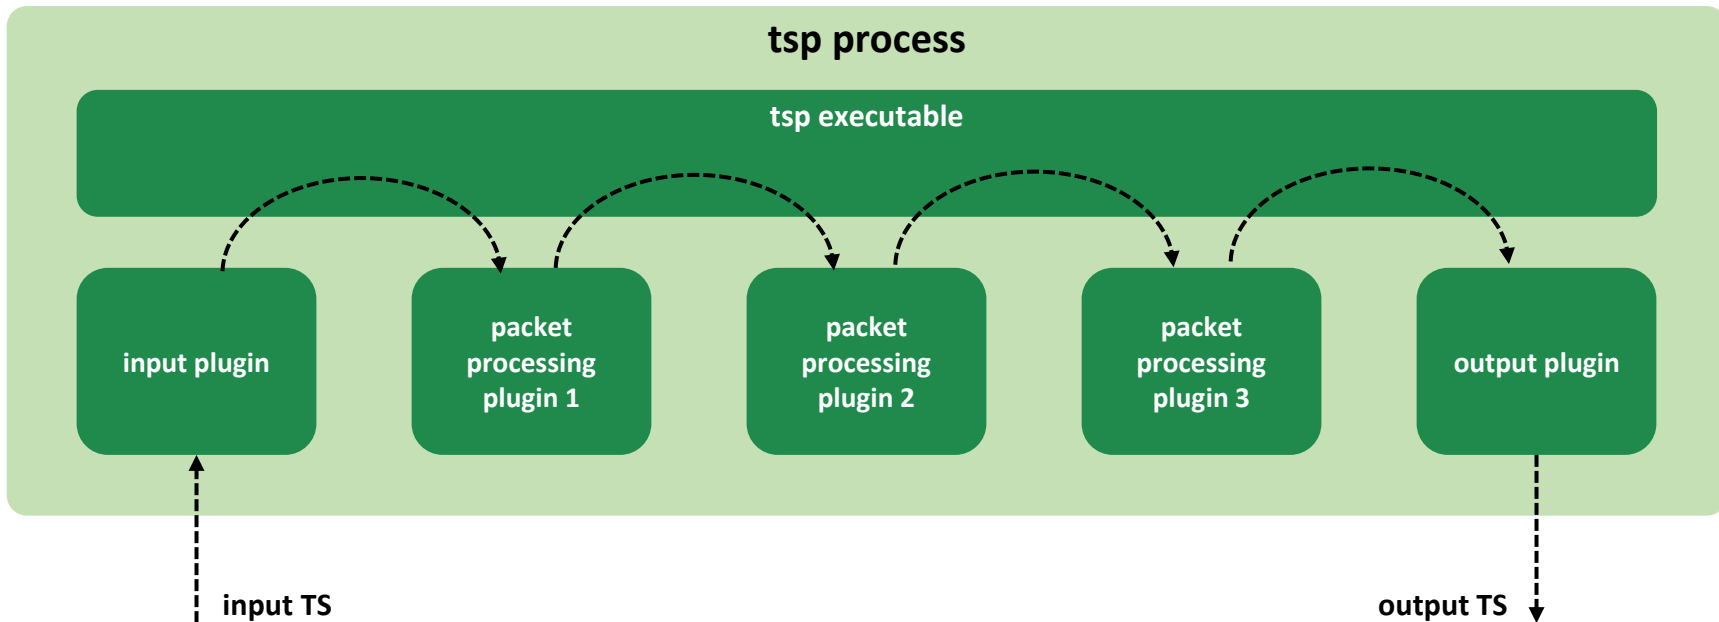 tsp process
tsp executable
input plugin
packet
processing
plugin 1
packet
processing
plugin 2
packet
processing
plugin 3
output plugin
input TS
output TS